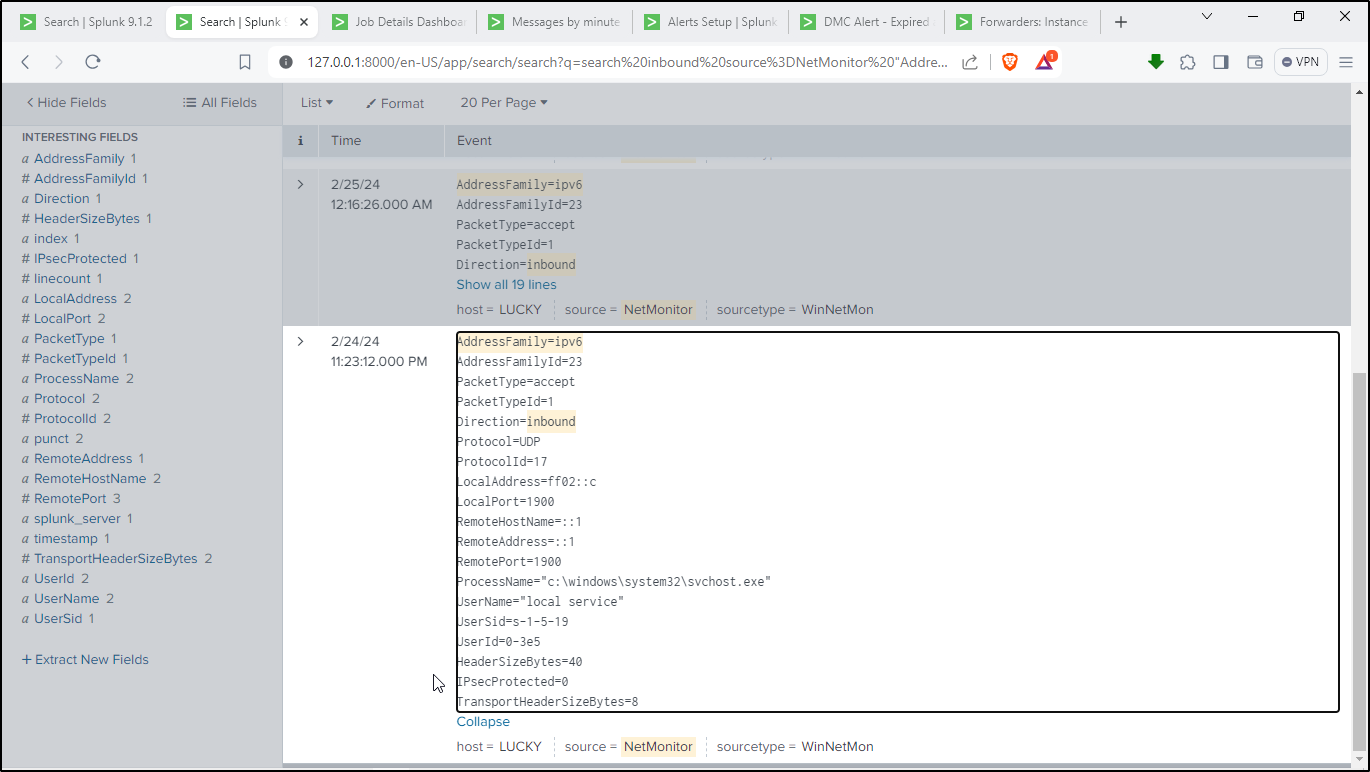 Search | Splunk 9.1.2
Search | Splunk
Job Details Dashboar
Messages by minute
Alerts Setup | Splunk
DMC Alert - Expired
Forwarders: Instance
127.0.0.1:8000/en-US/app/search/search?q=search%20inbound%20source%3DNetMonitor%20"Addre...
1
VPN
Hide Fields
All Fields
List
Format
20 Per Page
INTERESTING FIELDS
a AddressFamily 1
# AddressFamilyId 1
a Direction 1
# HeaderSizeBytes 1
a index 1
# IPsecProtected 1
# linecount 1
a LocalAddress 2
# LocalPort 2
a PacketType 1
# PacketTypeId 1
a ProcessName 2
a Protocol 2
# ProtocolId 2
a punct 2
a RemoteAddress 1
a RemoteHostName 2
# RemotePort 3
a splunk_server 1
a timestamp 1
# TransportHeaderSizeBytes 2
a UserId 2
a UserName 2
a UserSid 1
+ Extract New Fields
i Time Event
2/25/24
12:16:26.000 AM
AddressFamily=ipv6
AddressFamilyId=23
PacketType=accept
PacketTypeId=1
Direction=inbound
Show all 19 lines
host = LUCKY source = NetMonitor sourcetype = WinNetMon
2/24/24
11:23:12.000 PM
AddressFamily=ipv6
AddressFamilyId=23
PacketType=accept
PacketTypeId=1
Direction=inbound
Protocol=UDP
ProtocolId=17
LocalAddress=ff02::c
LocalPort=1900
RemoteHostName=::1
RemoteAddress=::1
RemotePort=1900
ProcessName="c:\windows\system32\svchost.exe"
UserName="local service"
UserSid=s-1-5-19
UserId=0-3e5
HeaderSizeBytes=40
IPsecProtected=0
TransportHeaderSizeBytes=8
Collapse
host = LUCKY source = NetMonitor sourcetype = WinNetMon